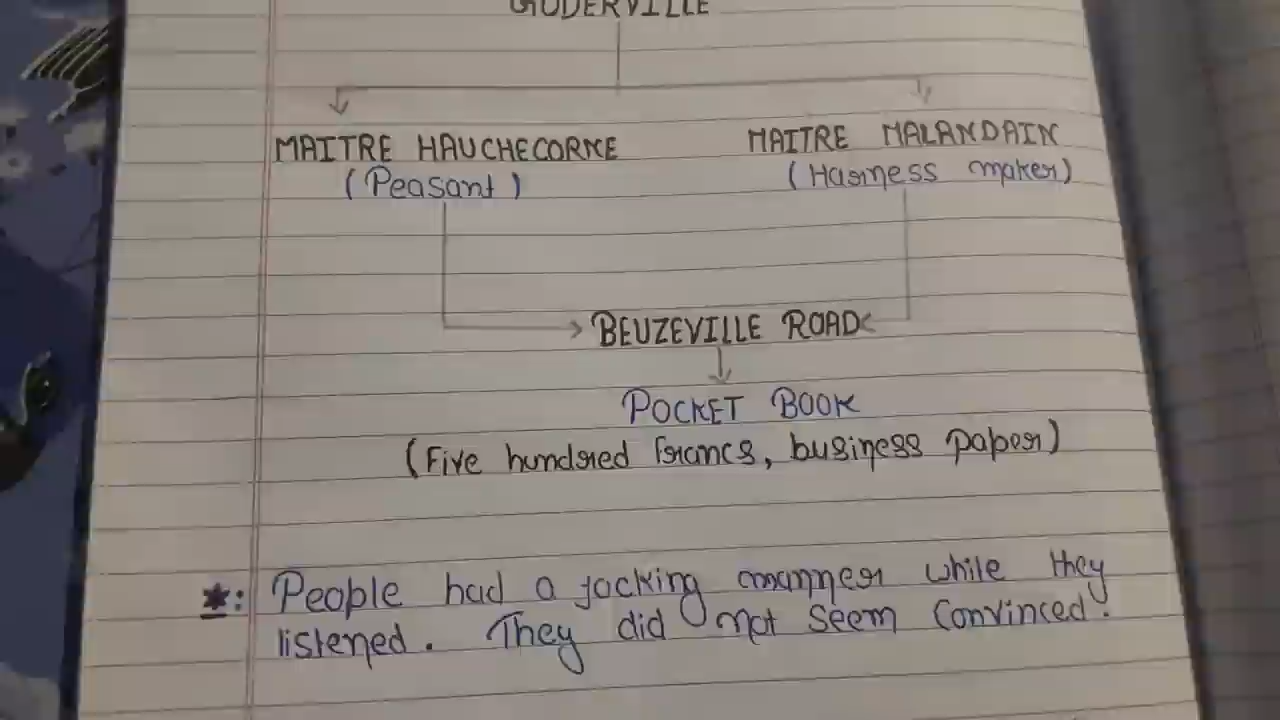 GODERVILLE
MAITRE HAUCHECORNE MAITRE MALANDAIN
(Peasant) (Harness maker)
BEUZEVILLE ROAD
POCKET BOOK
(Five hundred francs, business paper)
*: People had a jocking manner while they
listened. They did not seem convinced.